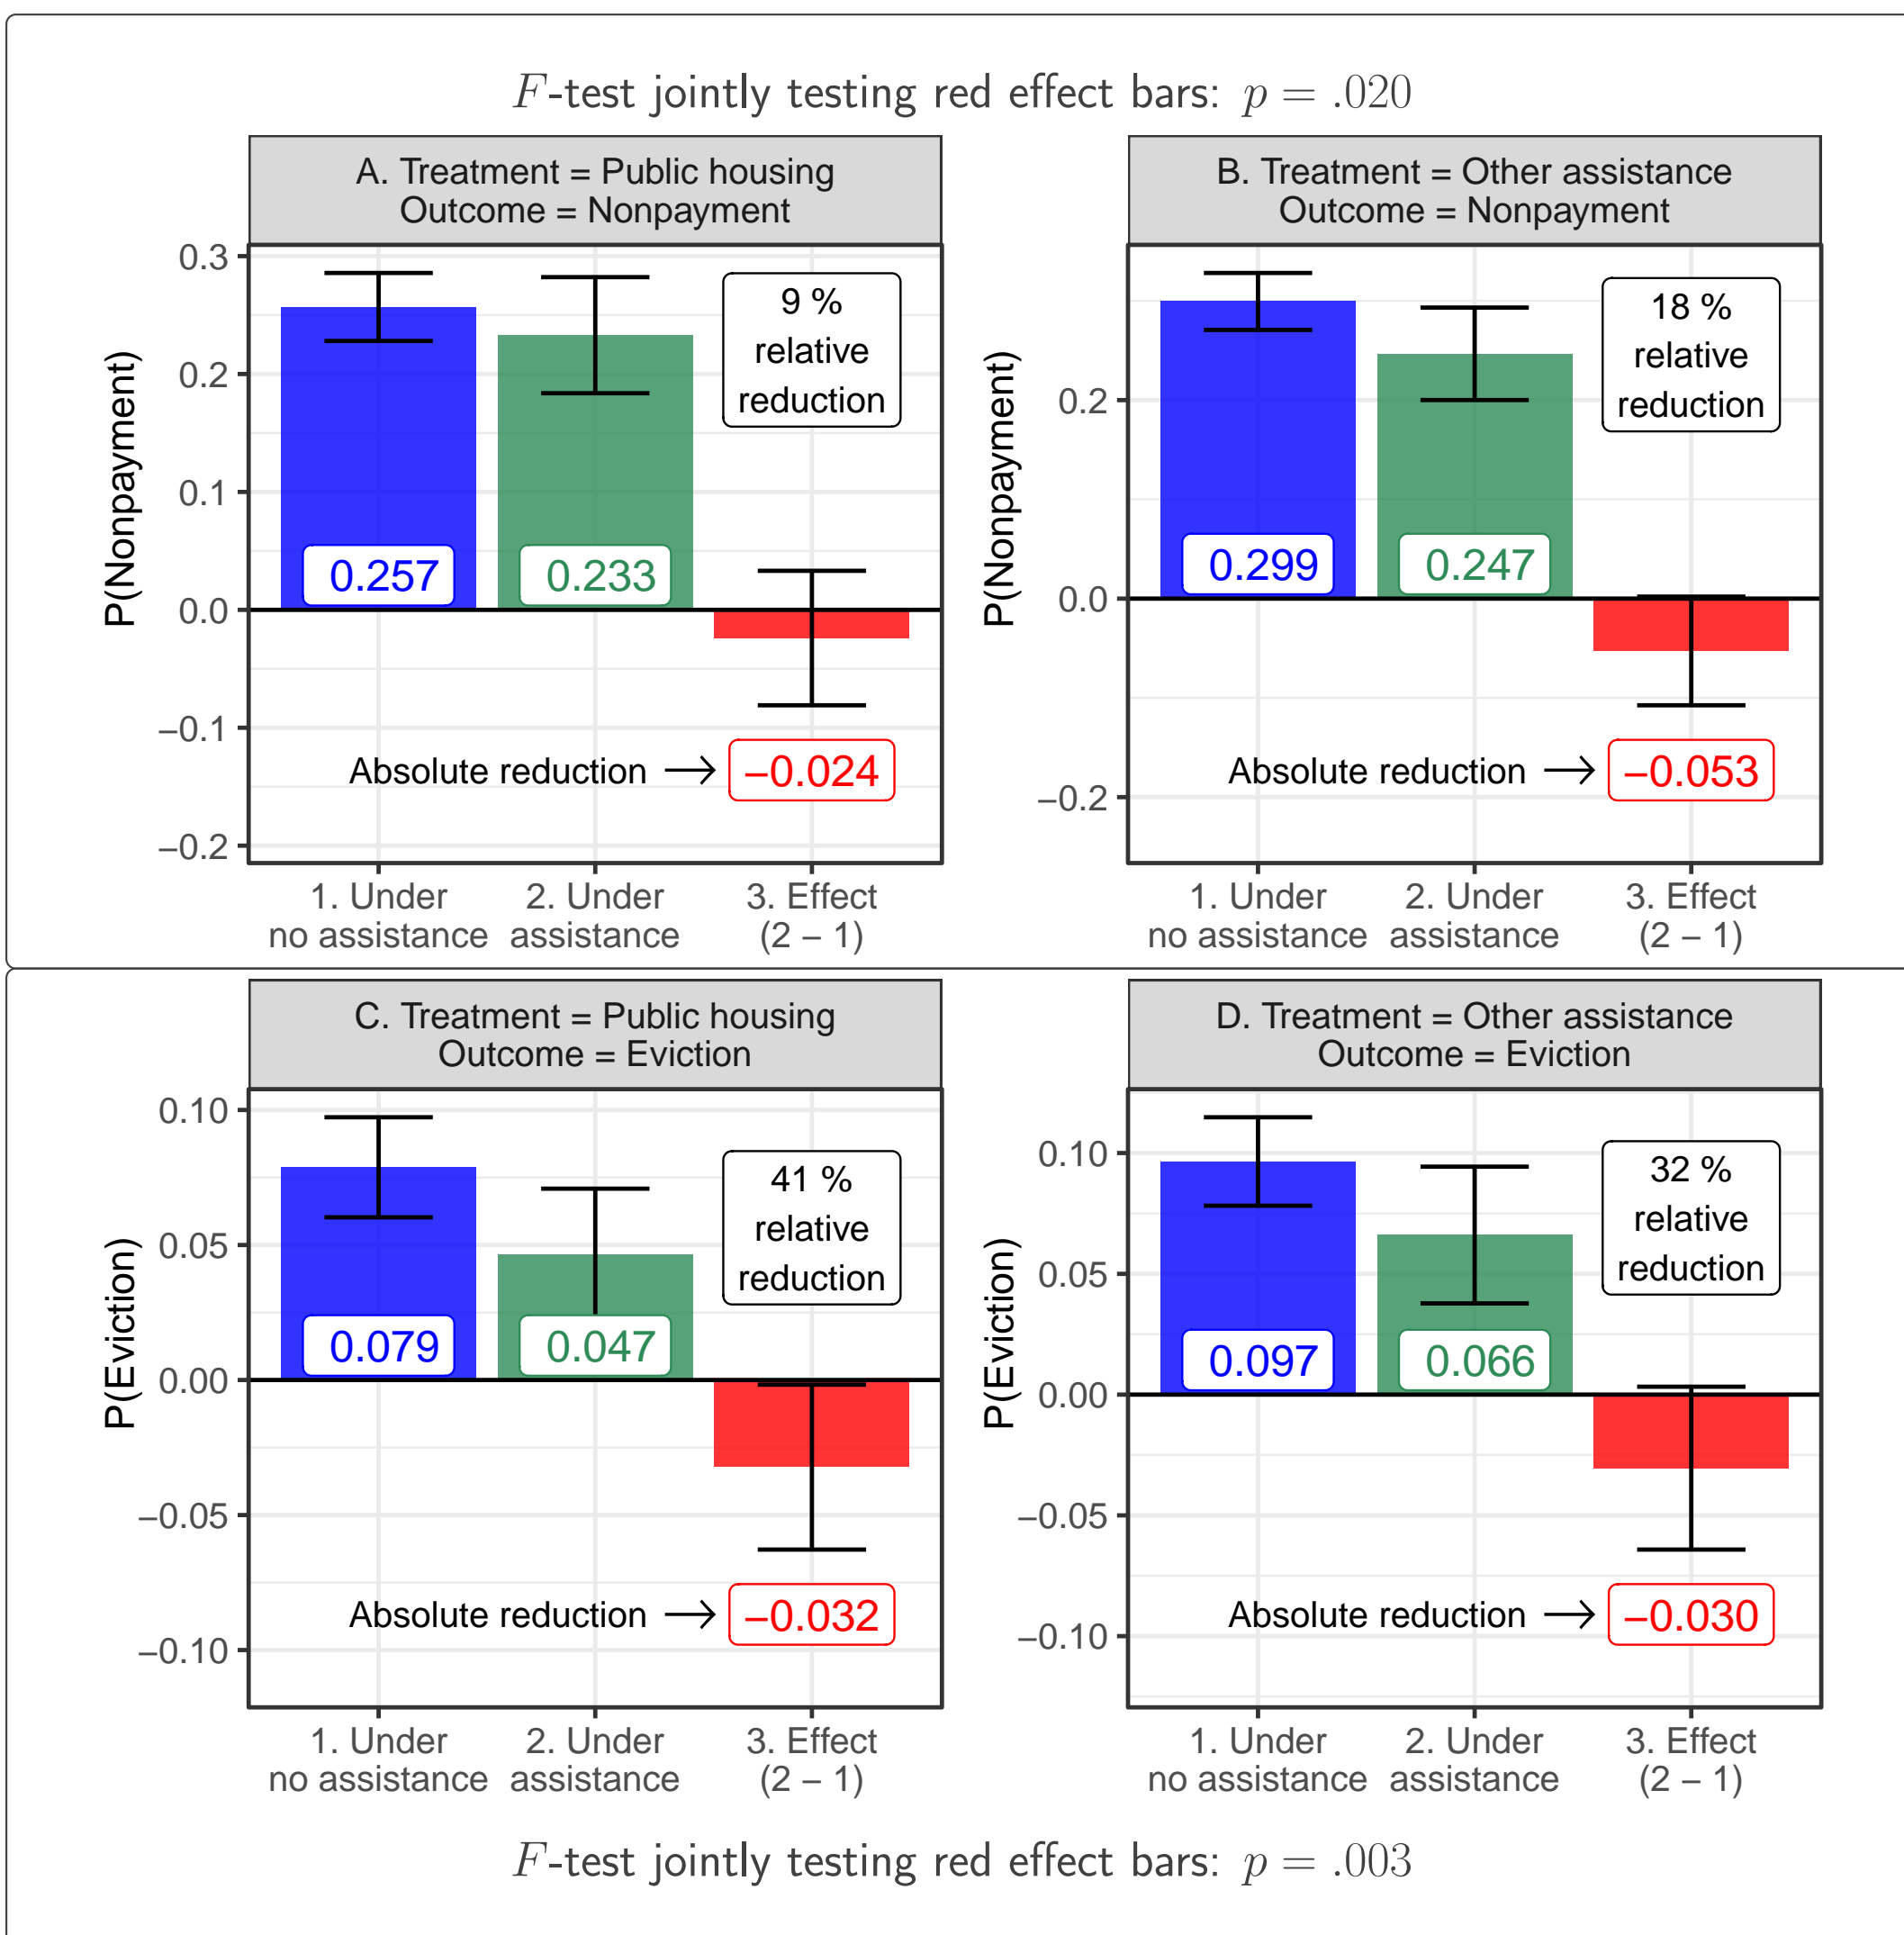 F-test jointly testing red effect bars: p = .020
A. Treatment = Public housing
Outcome = Nonpayment
P(Nonpayment)
0.3
0.2
0.1
0.0
−0.1
−0.2
9 %
relative
reduction
0.257
0.233
Absolute reduction → −0.024
1. Under
no assistance
2. Under
assistance
3. Effect
(2 − 1)
B. Treatment = Other assistance
Outcome = Nonpayment
P(Nonpayment)
0.2
0.0
−0.2
18 %
relative
reduction
0.299
0.247
Absolute reduction → −0.053
1. Under
no assistance
2. Under
assistance
3. Effect
(2 − 1)
C. Treatment = Public housing
Outcome = Eviction
P(Eviction)
0.10
0.05
0.00
−0.05
−0.10
41 %
relative
reduction
0.079
0.047
Absolute reduction → −0.032
1. Under
no assistance
2. Under
assistance
3. Effect
(2 − 1)
D. Treatment = Other assistance
Outcome = Eviction
P(Eviction)
0.10
0.05
0.00
−0.05
−0.10
32 %
relative
reduction
0.097
0.066
Absolute reduction → −0.030
1. Under
no assistance
2. Under
assistance
3. Effect
(2 − 1)
F-test jointly testing red effect bars: p = .003